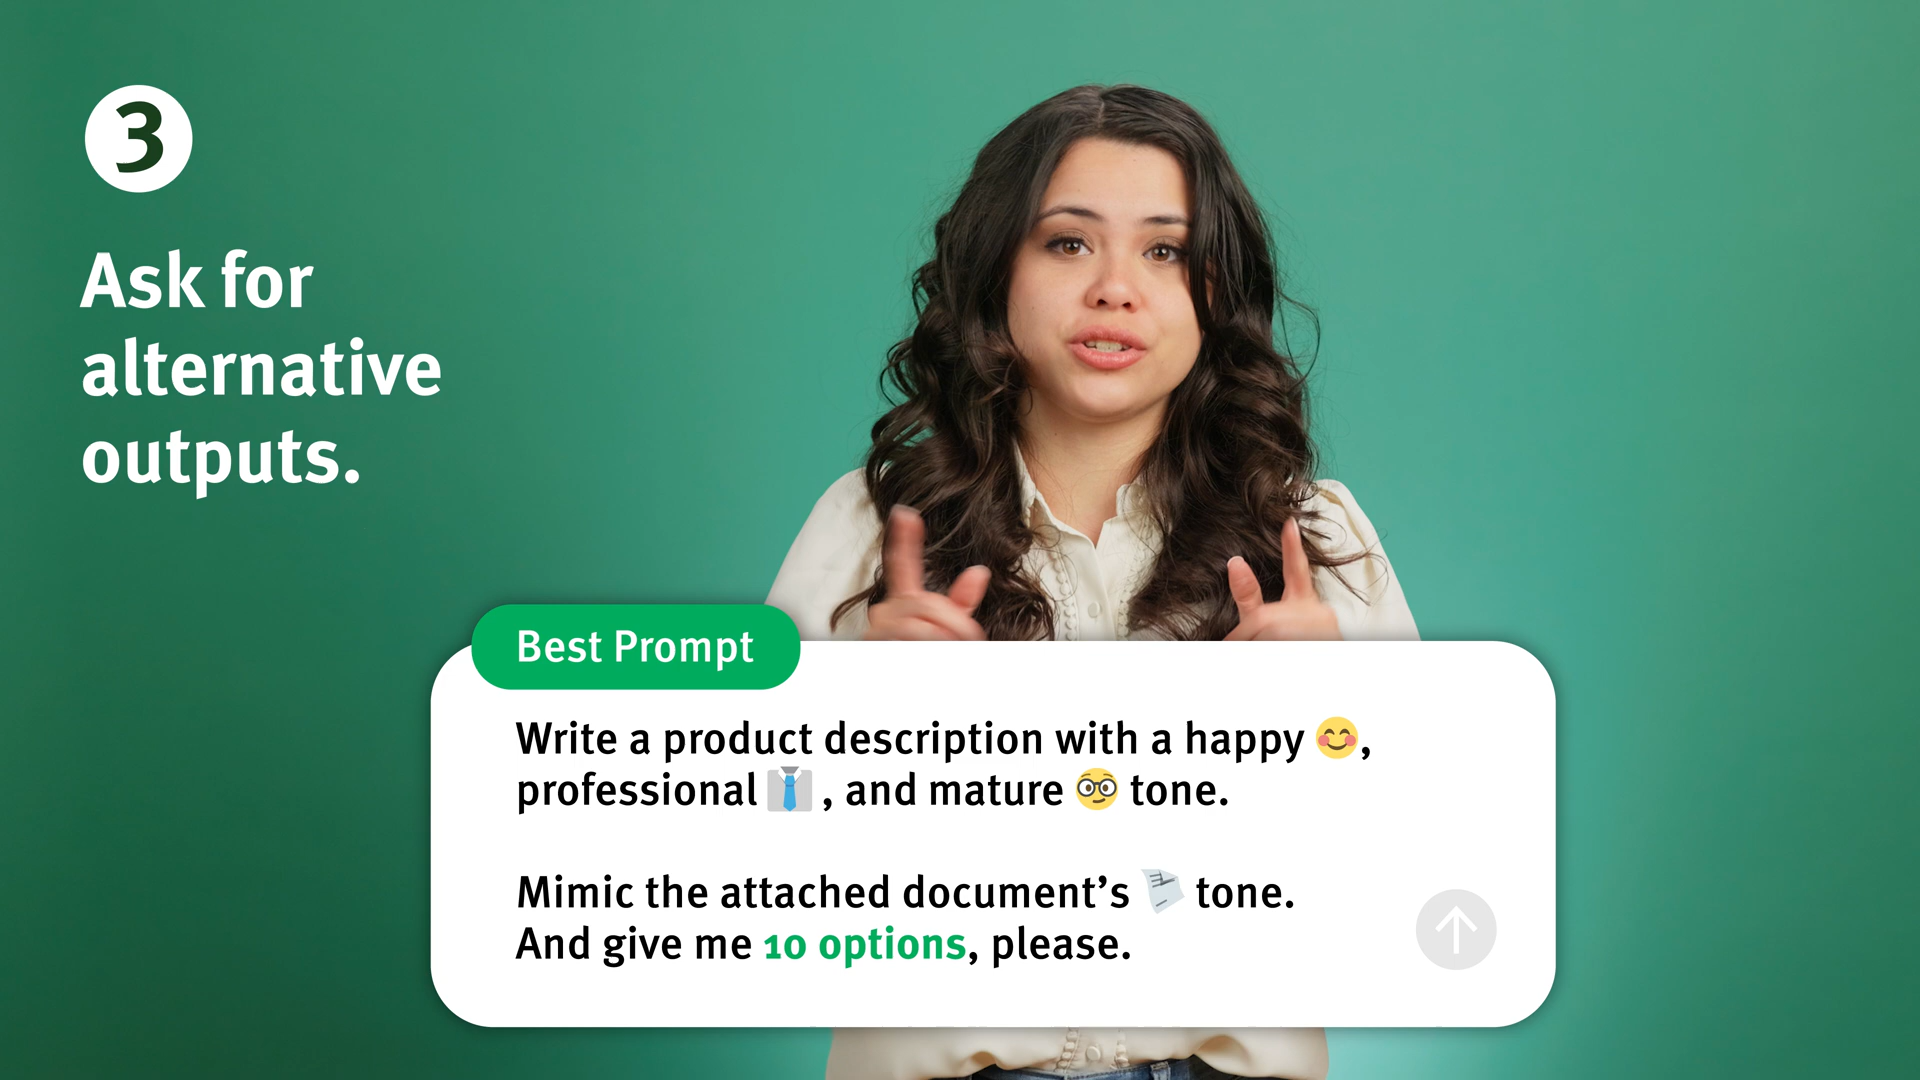 3
Ask for
alternative
outputs.
Best Prompt
Write a product description with a happy 😊,
professional 👔, and mature 🤓 tone.
Mimic the attached document’s 📄 tone.
And give me 10 options, please.